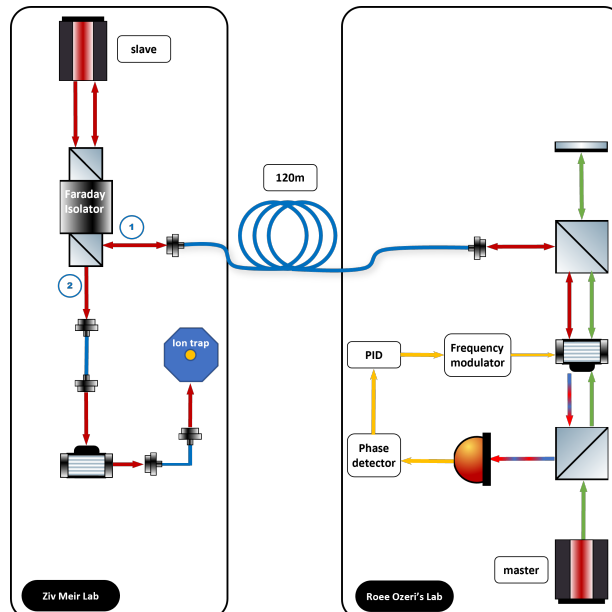 slave
120m
Faraday
Isolator
1
2
Ion trap
PID
Frequency
modulator
Phase
detector
master
Ziv Meir Lab
Roee Ozeri's Lab